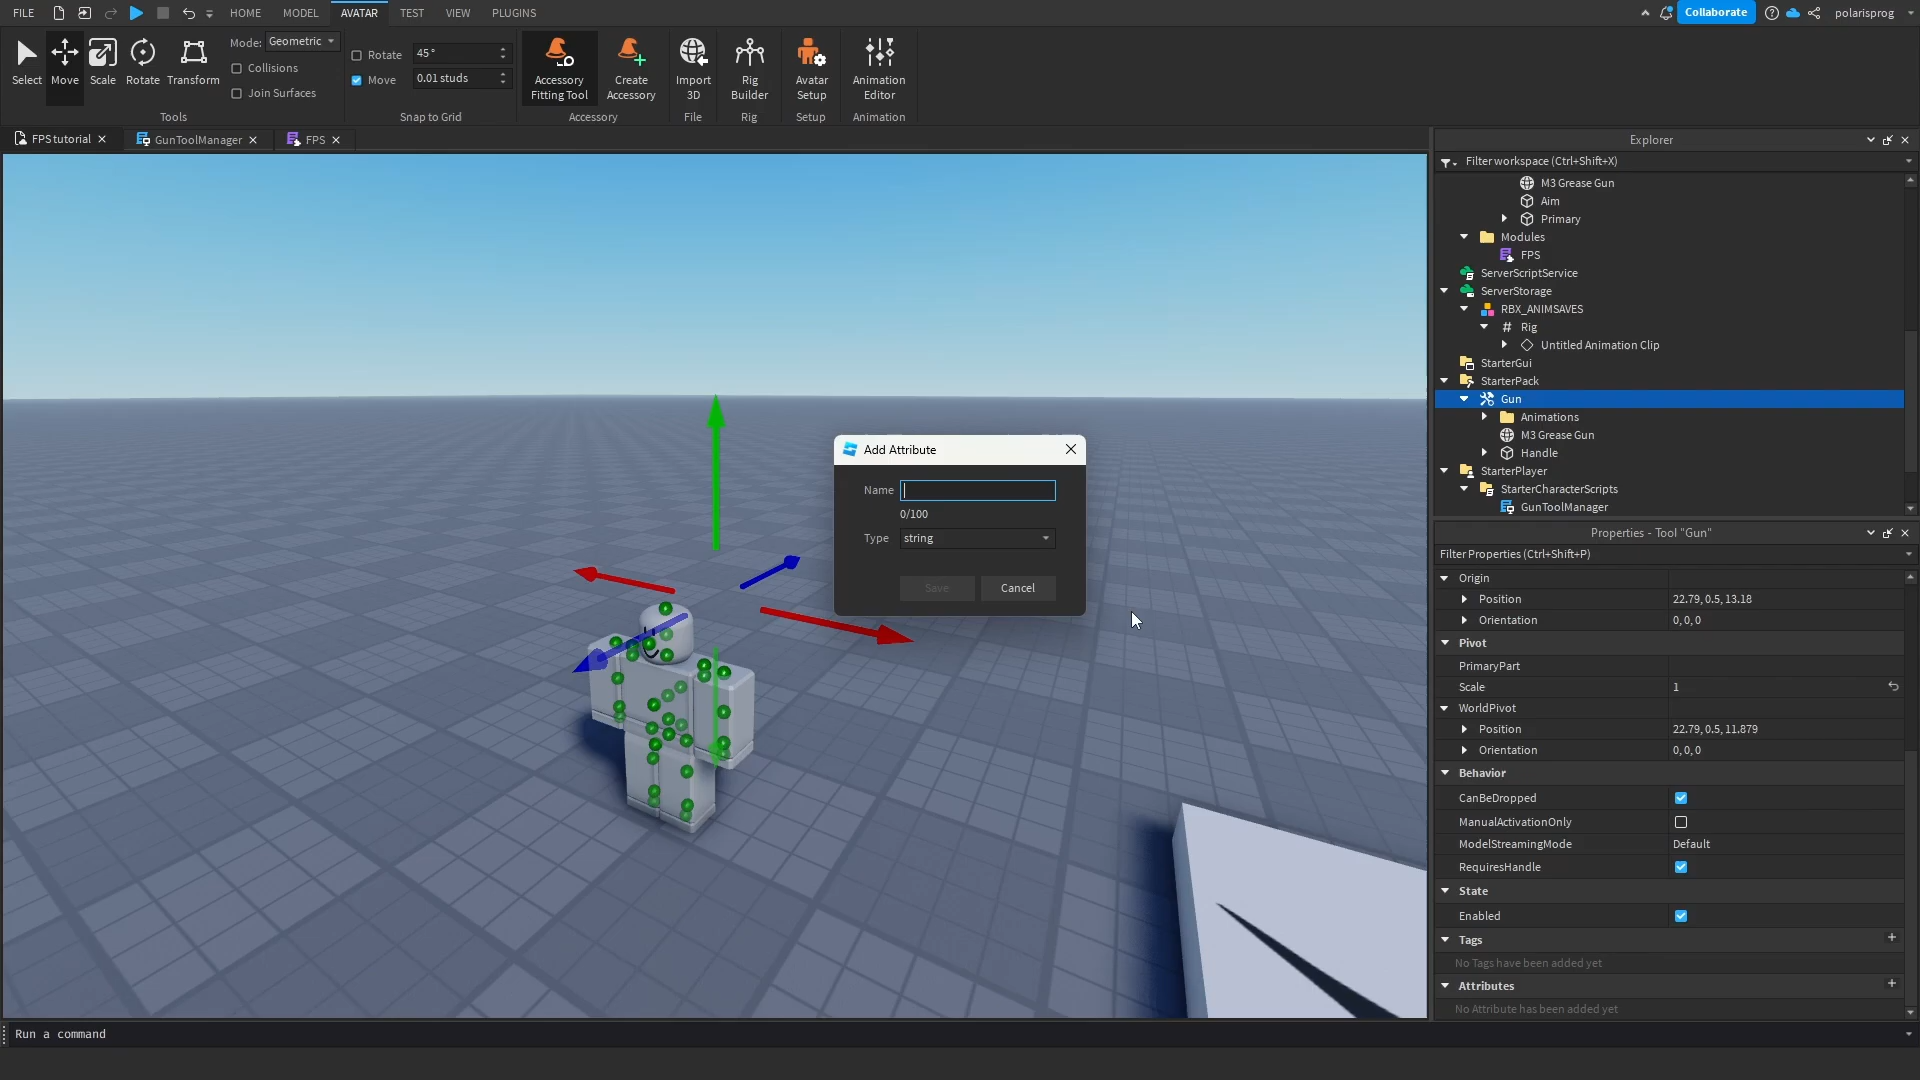 FILE HOME MODEL AVATAR TEST VIEW PLUGINS Collaborate polarisprog
Select Move Scale Rotate Transform
Mode: Geometric
Collisions
Join Surfaces
Tools
Rotate 45°
Move 0.01 studs
Snap to Grid
Accessory
Fitting Tool
Create
Accessory
Accessory
Import
3D
File
Rig
Builder
Rig
Avatar
Setup
Setup
Animation
Editor
Animation
FPS tutorial GunToolManager FPS
Explorer
Filter workspace (Ctrl+Shift+X)
M3 Grease Gun
Aim
Primary
Modules
FPS
ServerScriptService
ServerStorage
RBX_ANIMSAVES
# Rig
Untitled Animation Clip
StarterGui
StarterPack
Gun
Animations
M3 Grease Gun
Handle
StarterPlayer
StarterCharacterScripts
GunToolManager
Add Attribute
Name
0/100
Type string
Save Cancel
Properties - Tool "Gun"
Filter Properties (Ctrl+Shift+P)
Origin
Position 22.79, 0.5, 13.18
Orientation 0, 0, 0
Pivot
PrimaryPart
Scale 1
WorldPivot
Position 22.79, 0.5, 11.879
Orientation 0, 0, 0
Behavior
CanBeDropped
ManualActivationOnly
ModelStreamingMode Default
RequiresHandle
State
Enabled
Tags
No Tags have been added yet
Attributes
No Attribute has been added yet
Run a command